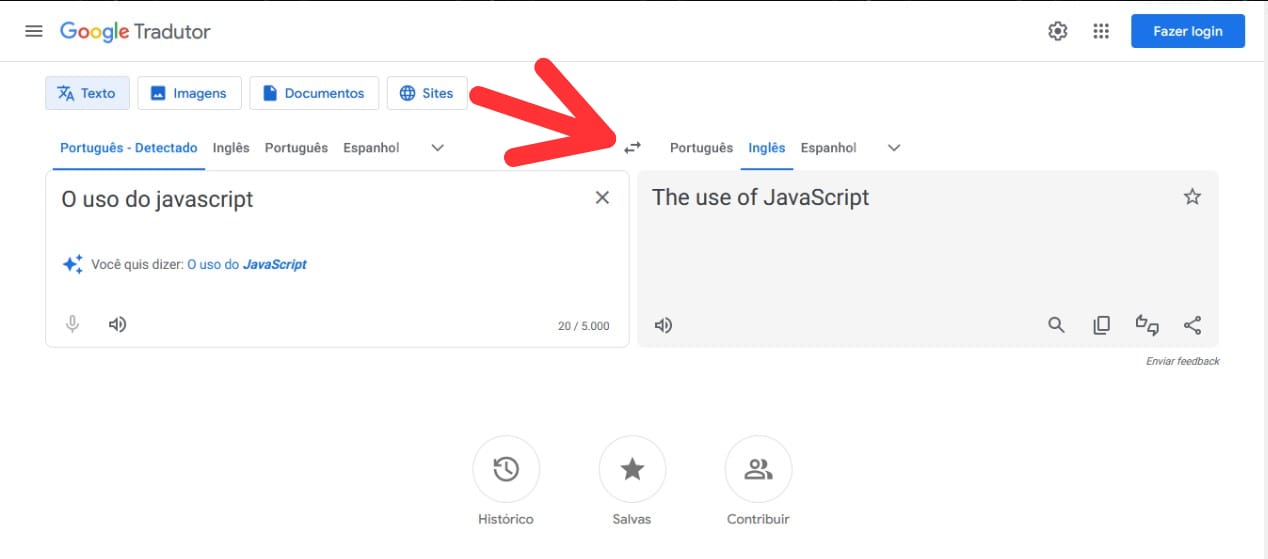 Google Tradutor
Fazer login
Texto
Imagens
Documentos
Sites
Português - Detectado Inglês Português Espanhol
Português Inglês Espanhol
O uso do javascript
The use of JavaScript
Você quis dizer: O uso do JavaScript
20 / 5.000
Enviar feedback
Histórico
Salvas
Contribuir